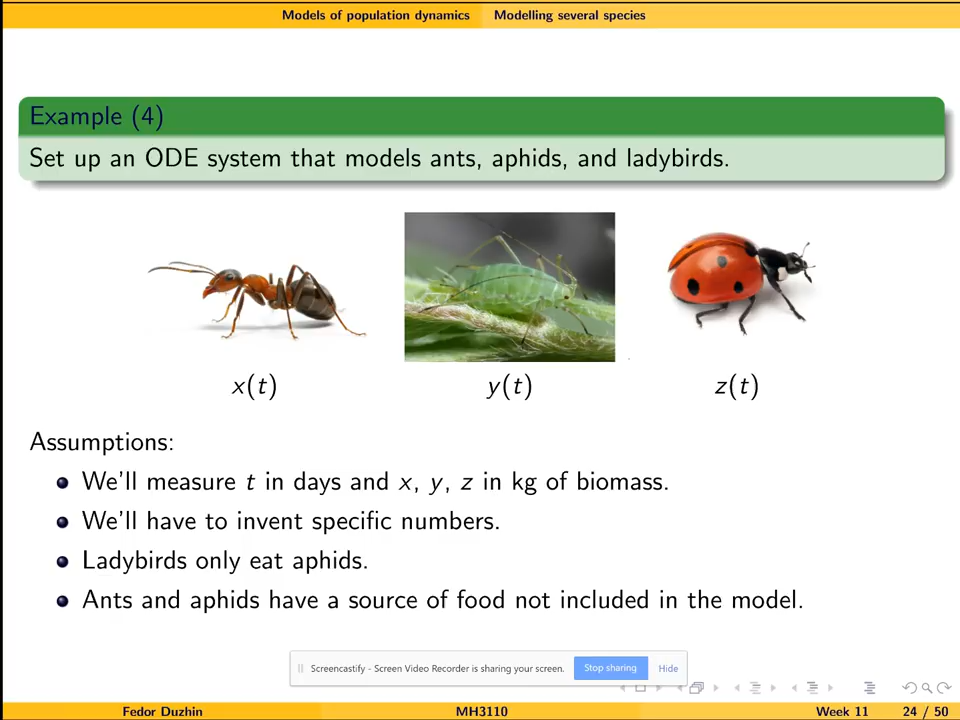 Models of population dynamics Modelling several species
Example (4)
Set up an ODE system that models ants, aphids, and ladybirds.
x(t) y(t) z(t)
Assumptions:
We'll measure t in days and x, y, z in kg of biomass.
We'll have to invent specific numbers.
Ladybirds only eat aphids.
Ants and aphids have a source of food not included in the model.
Screencastify - Screen Video Recorder is sharing your screen. Stop sharing Hide
Fedor Duzhin MH3110 Week 11 24 / 50